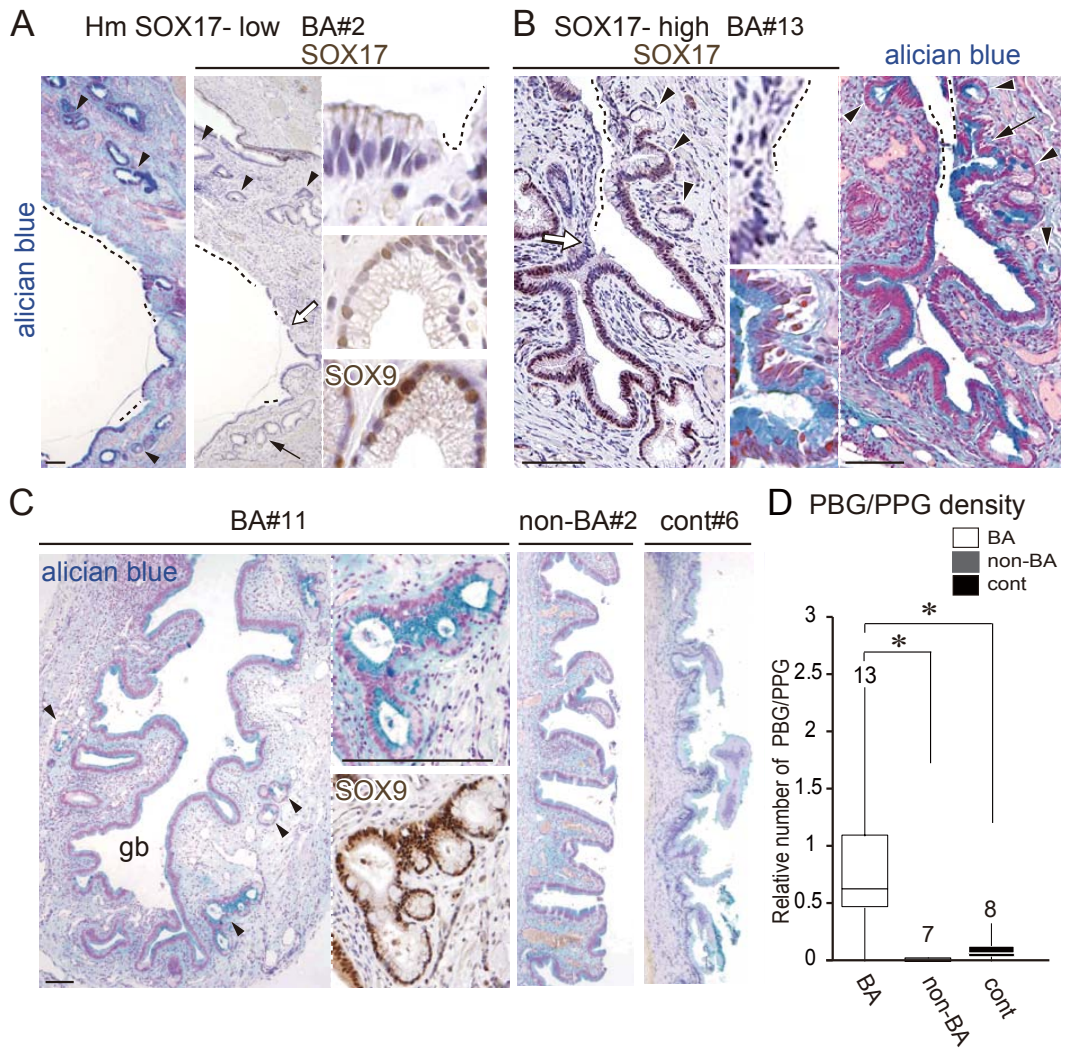 A Hm SOX17- low BA#2
SOX17
alician blue
SOX9
B SOX17- high BA#13
SOX17
alician blue
C BA#11
non-BA#2
cont#6
alician blue
gb
SOX9
D PBG/PPG density
BA
non-BA
cont
Relative number of PBG/PPG
3
2.5
2
1.5
1
0.5
0
*
*
13
7
8
BA
non-BA
cont